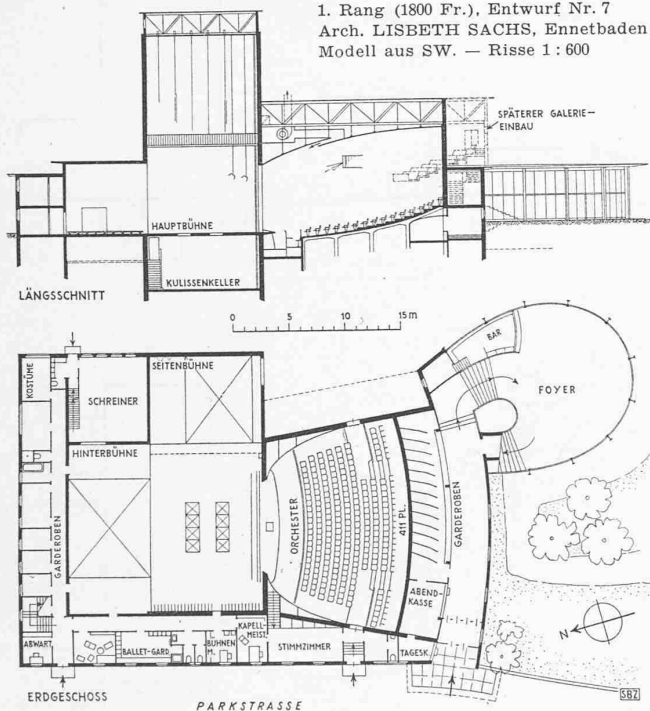 1. Rang (1800 Fr.), Entwurf Nr. 7
Arch. LISBETH SACHS, Ennetbaden
Modell aus SW. — Risse 1 : 600
SPÄTERER GALERIE-
EINBAU
HAUPTBÜHNE
KULISSENKELLER
LÄNGSSCHNITT
0 5 10 15 m
KOSTÜME
SCHREINER
SEITENBÜHNE
BAR
FOYER
HINTERBÜHNE
GARDEROBEN
ORCHESTER
411 PL.
GARDEROBEN
ABEND-
KASSE
N
ABWART
BALLET-GARD.
BÜHNEN
M.
KAPELL-
MEIST.
STIMMZIMMER
TAGESK.
ERDGESCHOSS
PARKSTRASSE
SBZ